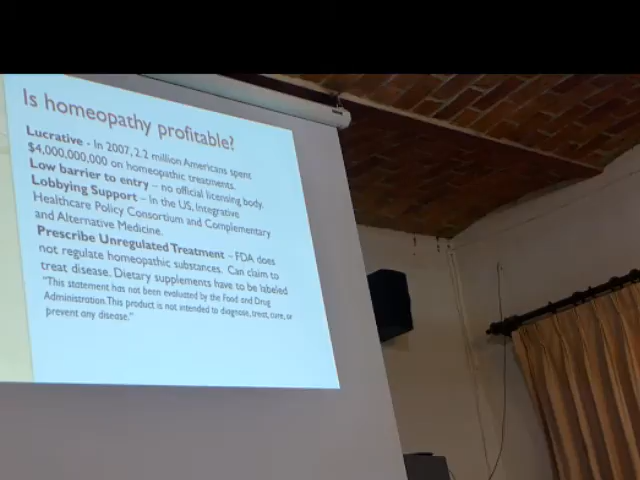 Is homeopathy profitable?
Lucrative - In 2007, 2.2 million Americans spent
$4,000,000,000 on homeopathic treatments.
Low barrier to entry – no official licensing body.
Lobbying Support – In the US, Integrative
Healthcare Policy Consortium and Complementary
and Alternative Medicine.
Prescribe Unregulated Treatment – FDA does
not regulate homeopathic substances. Can claim to
treat disease. Dietary supplements have to be labeled
"This statement has not been evaluated by the Food and Drug
Administration This product is not intended to diagnose, treat, cure, or
prevent any disease."